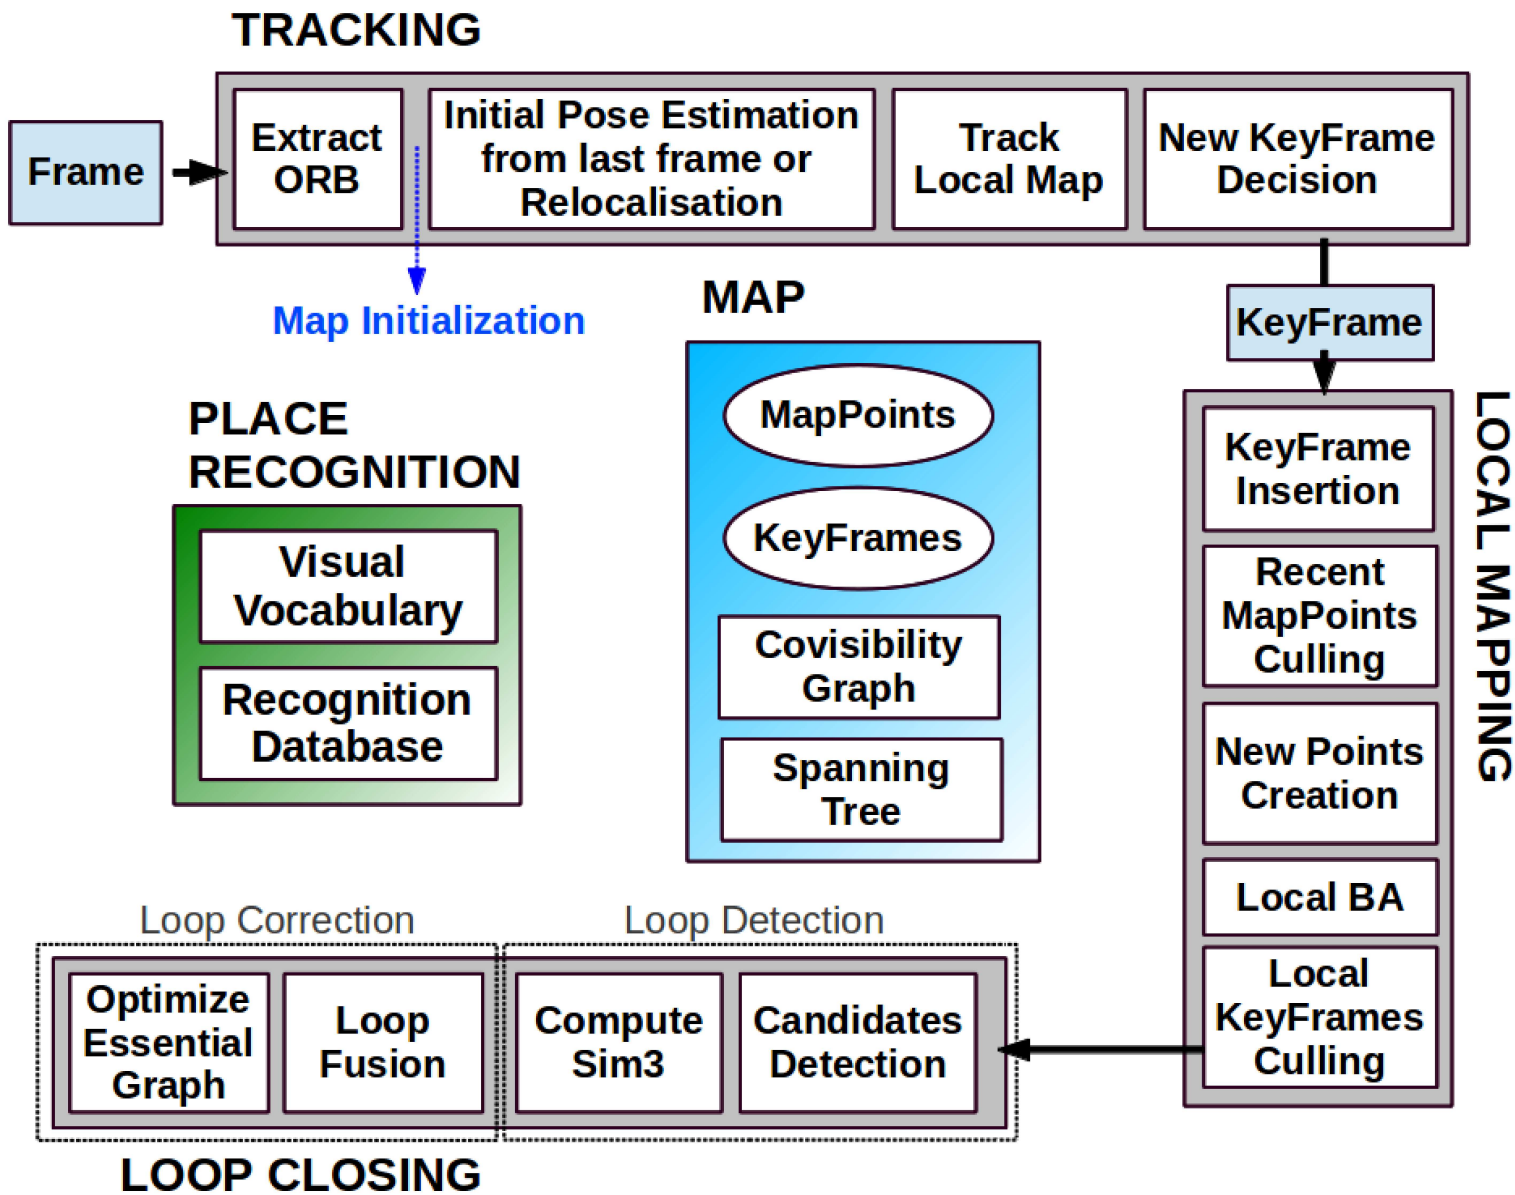 TRACKING
Frame
Extract
ORB
Initial Pose Estimation
from last frame or
Relocalisation
Track
Local Map
New KeyFrame
Decision
Map Initialization
MAP
KeyFrame
PLACE
RECOGNITION
Visual
Vocabulary
Recognition
Database
MapPoints
KeyFrames
Covisibility
Graph
Spanning
Tree
LOCAL MAPPING
KeyFrame
Insertion
Recent
MapPoints
Culling
New Points
Creation
Local BA
Local
KeyFrames
Culling
Loop Correction
Loop Detection
Optimize
Essential
Graph
Loop
Fusion
Compute
Sim3
Candidates
Detection
LOOP CLOSING